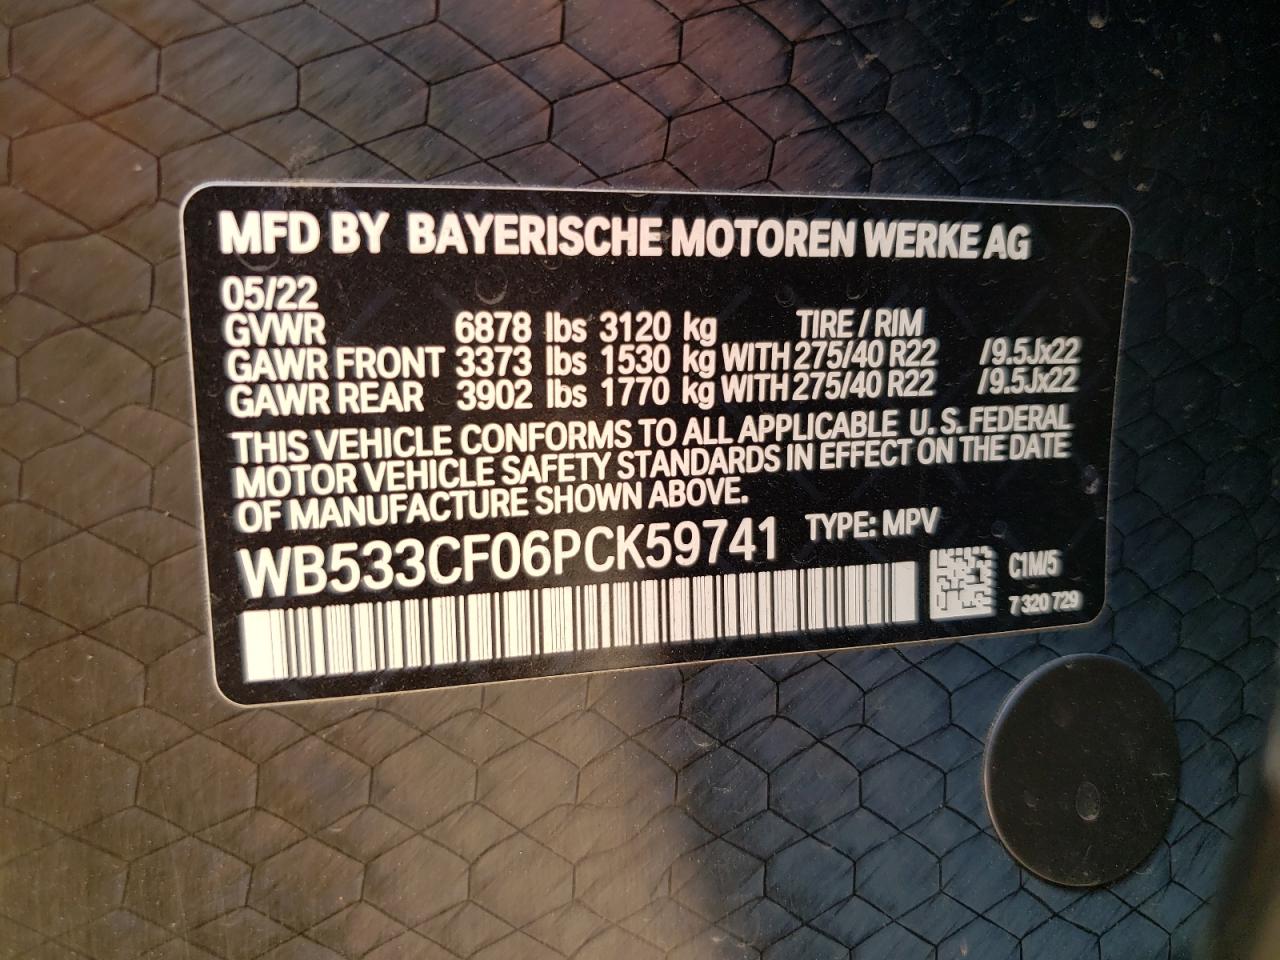 MFD BY BAYERISCHE MOTOREN WERKE AG
05/22
GVWR 6878 lbs 3120 kg TIRE / RIM
GAWR FRONT 3373 lbs 1530 kg WITH 275/40 R22 /9.5Jx22
GAWR REAR 3902 lbs 1770 kg WITH 275/40 R22 /9.5Jx22
THIS VEHICLE CONFORMS TO ALL APPLICABLE U.S. FEDERAL
MOTOR VEHICLE SAFETY STANDARDS IN EFFECT ON THE DATE
OF MANUFACTURE SHOWN ABOVE.
WB533CF06PCK59741 TYPE: MPV
C1M/5
7 320 729